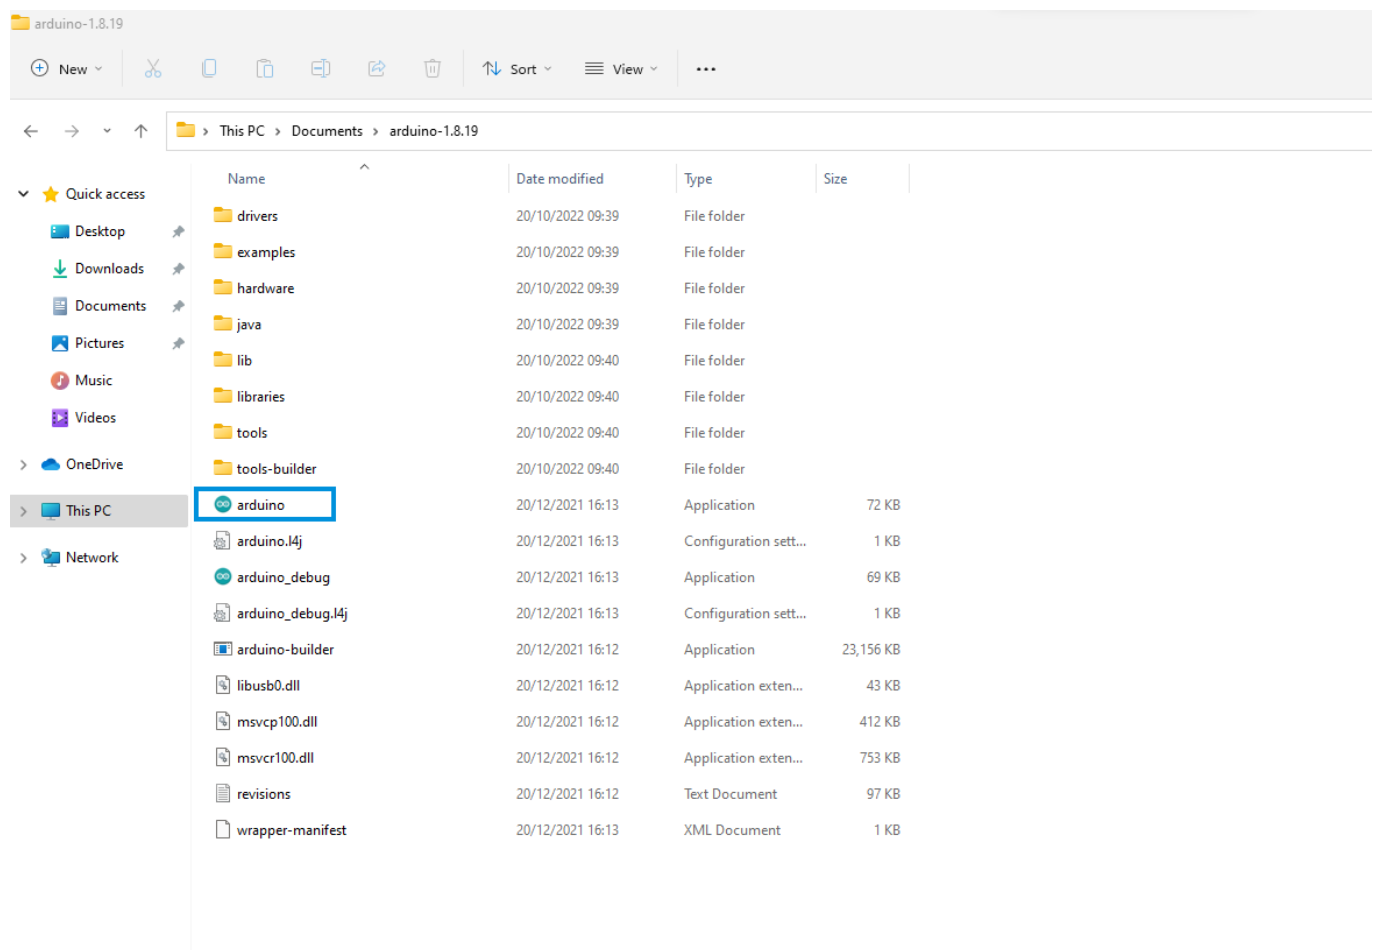 arduino-1.8.19
New Sort View
This PC > Documents > arduino-1.8.19
Name Date modified Type Size
Quick access
Desktop
Downloads
Documents
Pictures
Music
Videos
OneDrive
This PC
Network
drivers 20/10/2022 09:39 File folder
examples 20/10/2022 09:39 File folder
hardware 20/10/2022 09:39 File folder
java 20/10/2022 09:39 File folder
lib 20/10/2022 09:40 File folder
libraries 20/10/2022 09:40 File folder
tools 20/10/2022 09:40 File folder
tools-builder 20/10/2022 09:40 File folder
arduino 20/12/2021 16:13 Application 72 KB
arduino.l4j 20/12/2021 16:13 Configuration sett... 1 KB
arduino_debug 20/12/2021 16:13 Application 69 KB
arduino_debug.l4j 20/12/2021 16:13 Configuration sett... 1 KB
arduino-builder 20/12/2021 16:12 Application 23,156 KB
libusb0.dll 20/12/2021 16:12 Application exten... 43 KB
msvcp100.dll 20/12/2021 16:12 Application exten... 412 KB
msvcr100.dll 20/12/2021 16:12 Application exten... 753 KB
revisions 20/12/2021 16:12 Text Document 97 KB
wrapper-manifest 20/12/2021 16:13 XML Document 1 KB